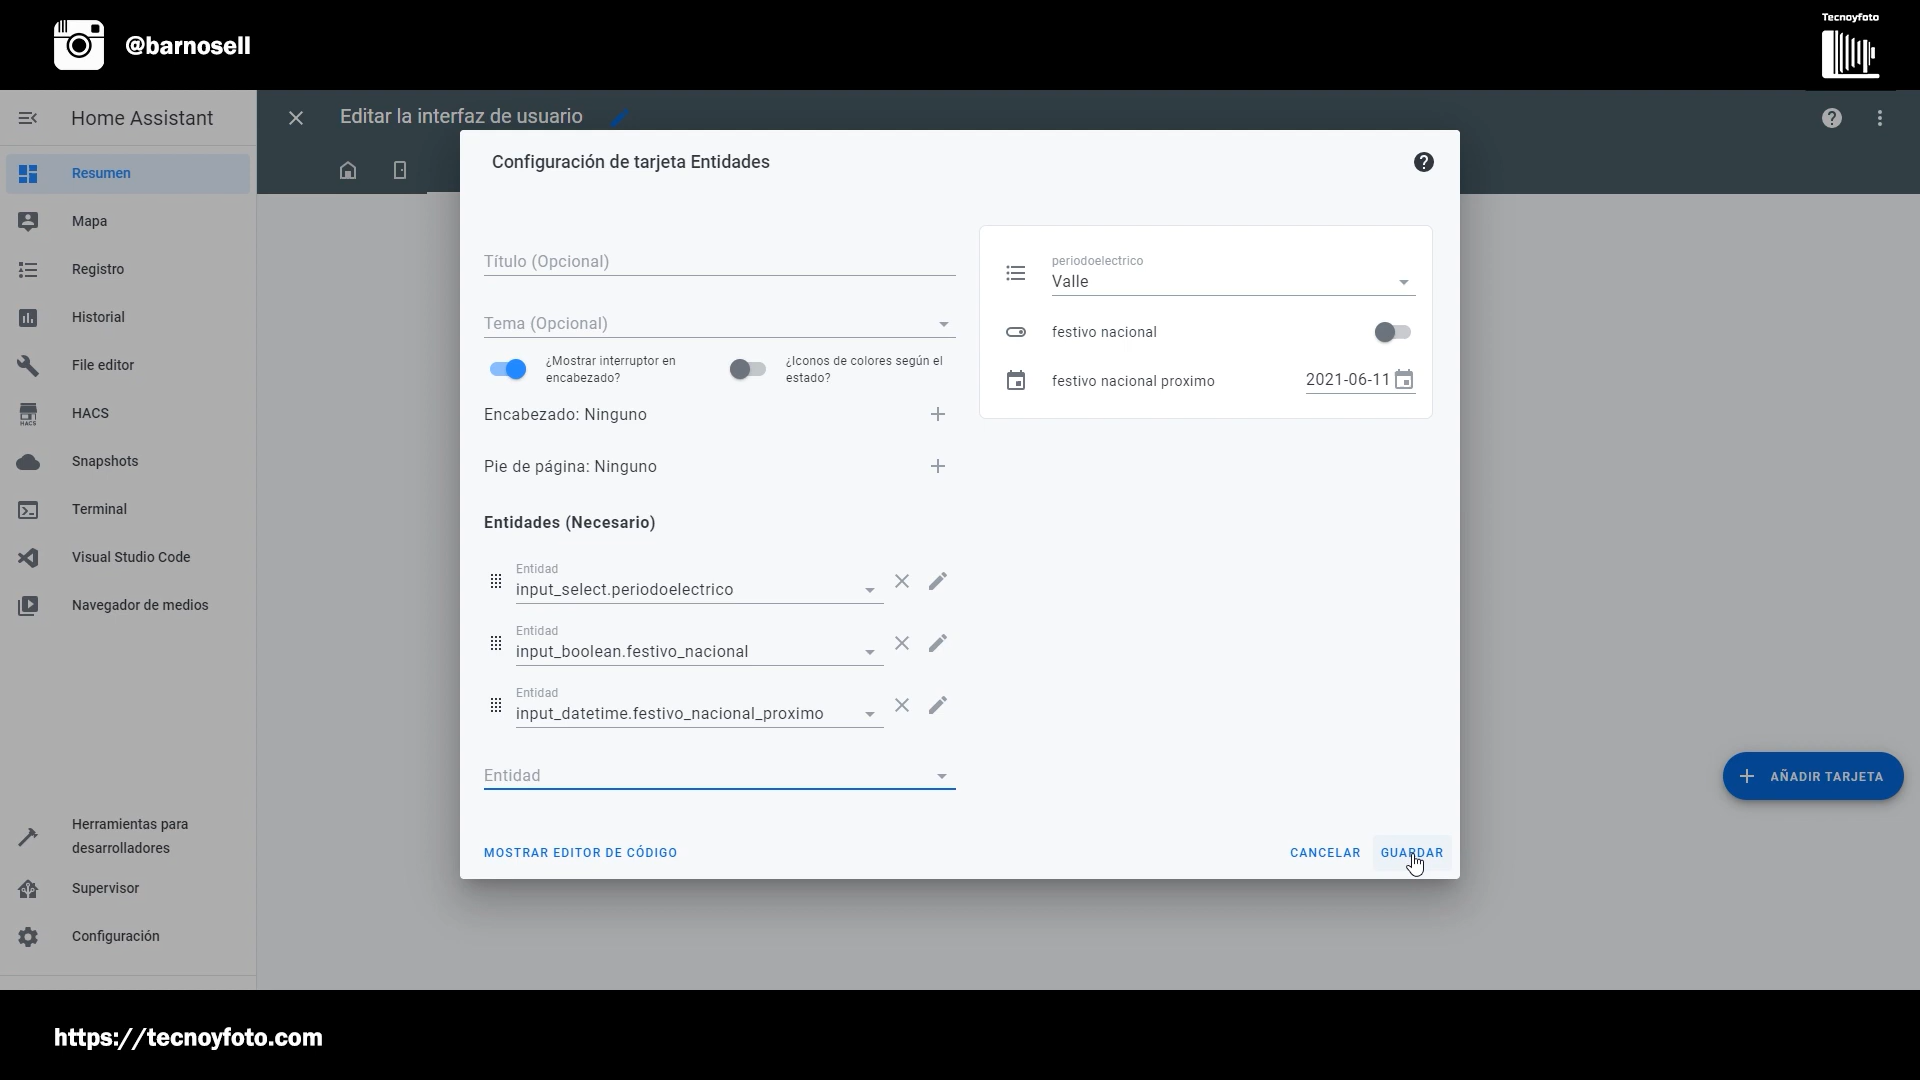 @barnosell
Tecnoyfoto
Home Assistant
Editar la interfaz de usuario
Resumen
Mapa
Registro
Historial
File editor
HACS
HACS
Snapshots
Terminal
Visual Studio Code
Navegador de medios
Herramientas para
desarrolladores
Supervisor
Configuración
Configuración de tarjeta Entidades
Título (Opcional)
Tema (Opcional)
¿Mostrar interruptor en
encabezado?
¿Iconos de colores según el
estado?
Encabezado: Ninguno
Pie de página: Ninguno
Entidades (Necesario)
Entidad
input_select.periodoelectrico
Entidad
input_boolean.festivo_nacional
Entidad
input_datetime.festivo_nacional_proximo
Entidad
periodoelectrico
Valle
festivo nacional
festivo nacional proximo
2021-06-11
MOSTRAR EDITOR DE CÓDIGO
CANCELAR
GUARDAR
AÑADIR TARJETA
https://tecnoyfoto.com